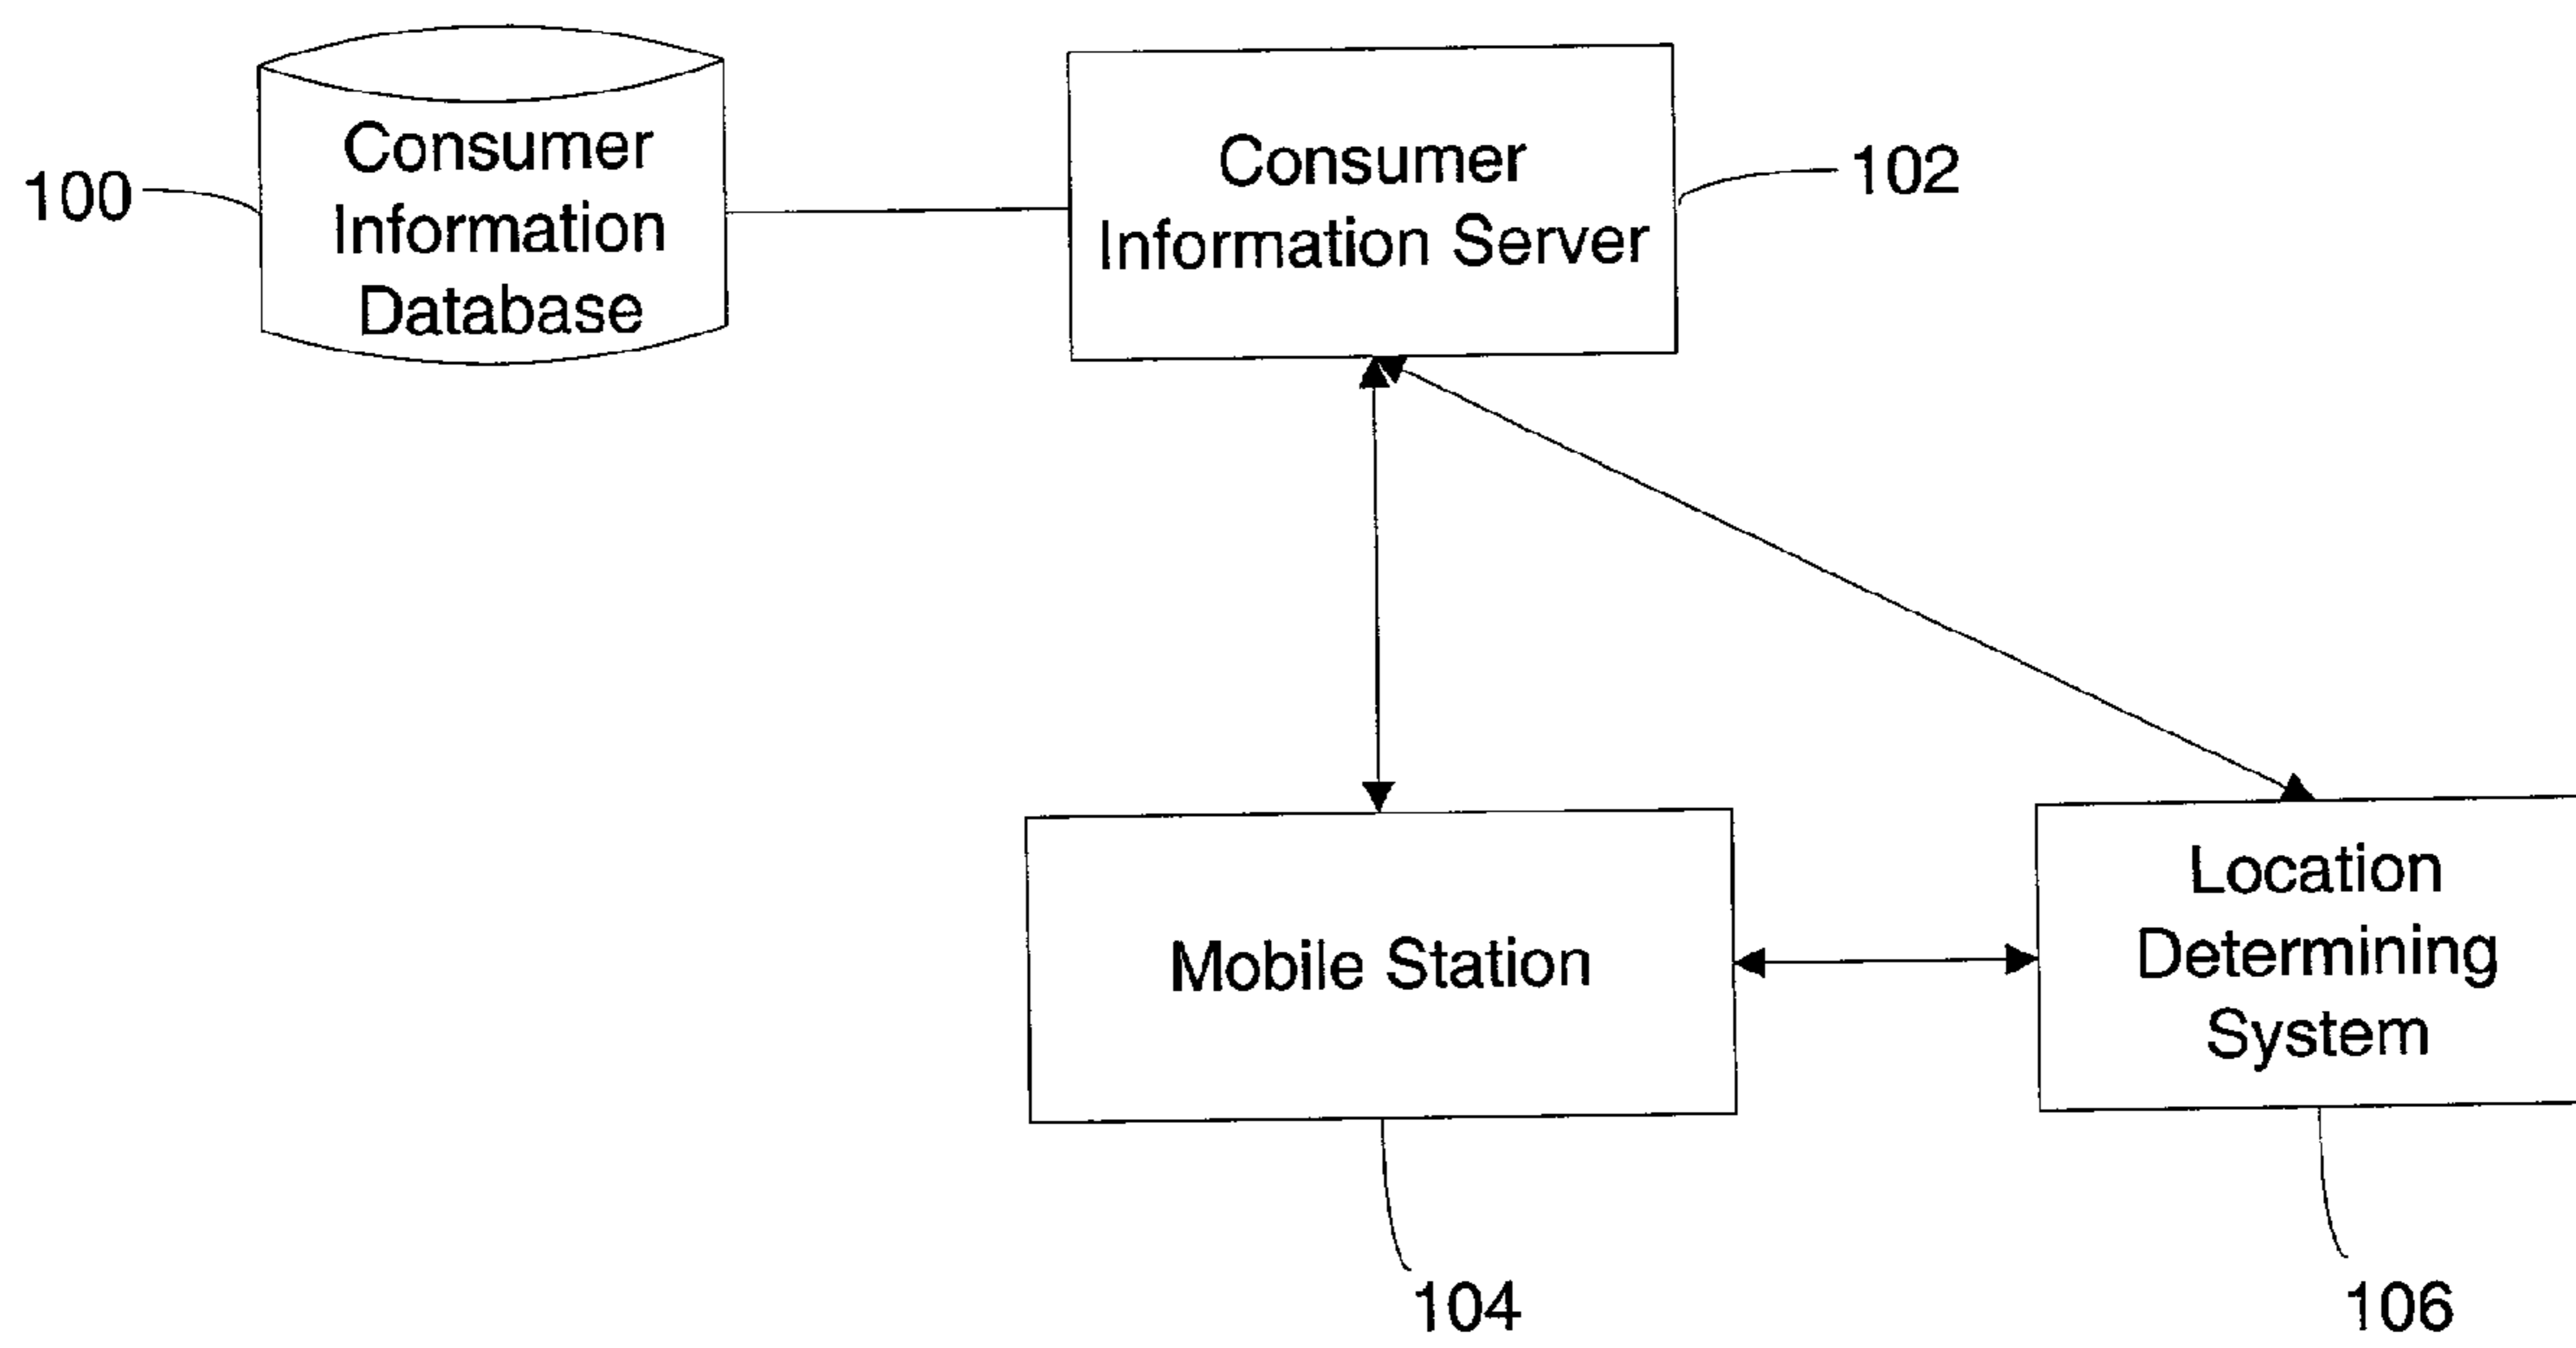 100
Consumer
Information
Database
Consumer
Information Server
102
Mobile Station
104
Location
Determining
System
106